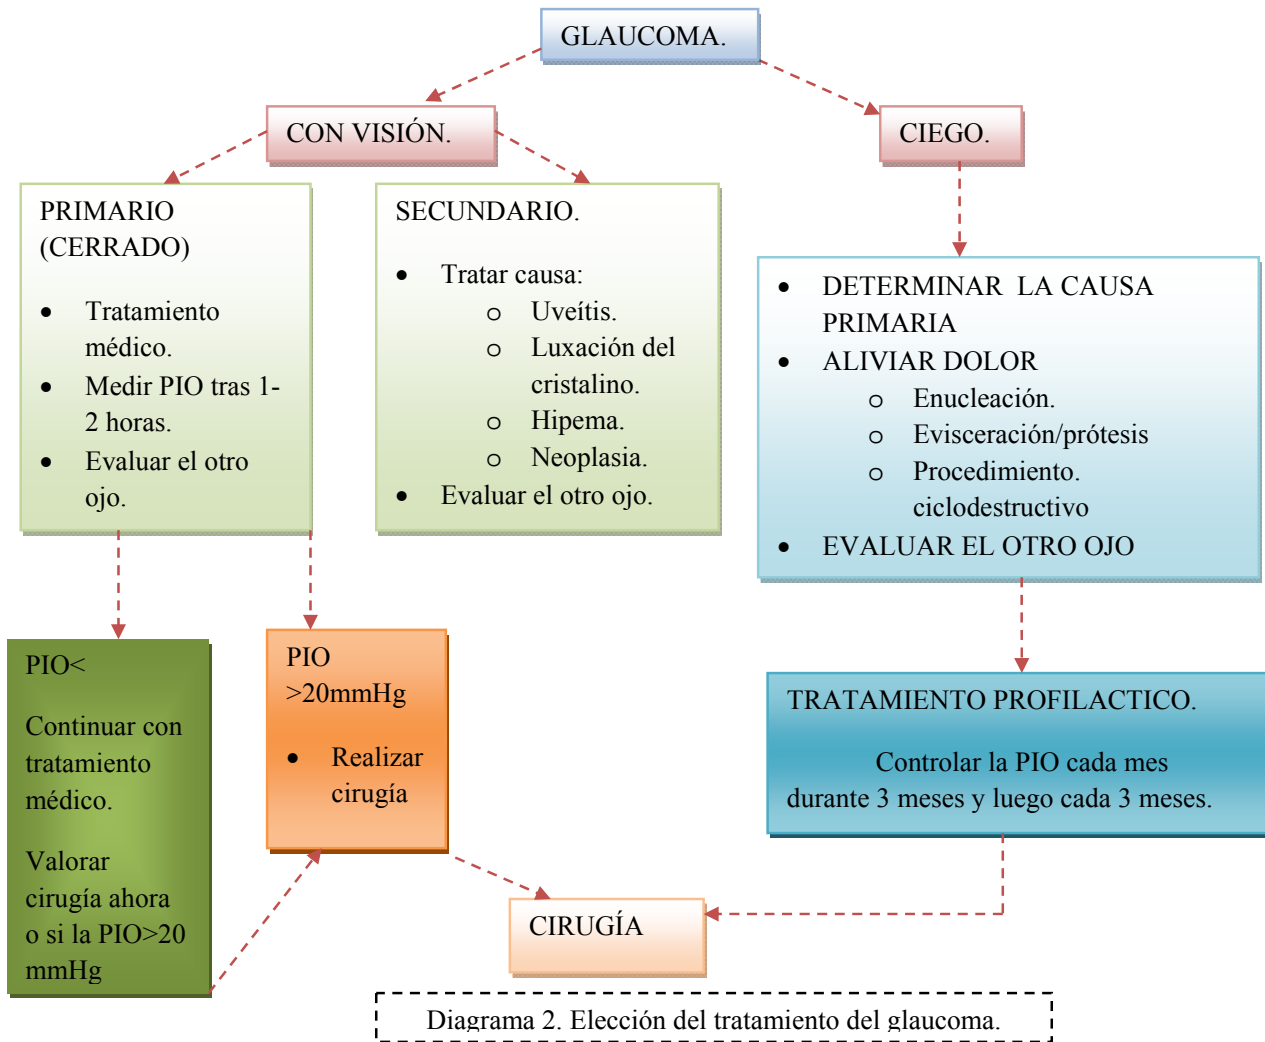 GLAUCOMA.
CON VISIÓN.
CIEGO.
PRIMARIO
(CERRADO)
• Tratamiento
médico.
• Medir PIO tras 1-
2 horas.
• Evaluar el otro
ojo.
SECUNDARIO.
• Tratar causa:
o Uveítis.
o Luxación del
cristalino.
o Hipema.
o Neoplasia.
• Evaluar el otro ojo.
• DETERMINAR LA CAUSA
PRIMARIA
• ALIVIAR DOLOR
o Enucleación.
o Evisceración/prótesis
o Procedimiento.
ciclodestructivo
• EVALUAR EL OTRO OJO
PIO<
Continuar con
tratamiento
médico.
Valorar
cirugía ahora
o si la PIO>20
mmHg
PIO
>20mmHg
• Realizar
cirugía
TRATAMIENTO PROFILACTICO.
Controlar la PIO cada mes
durante 3 meses y luego cada 3 meses.
CIRUGÍA
Diagrama 2. Elección del tratamiento del glaucoma.